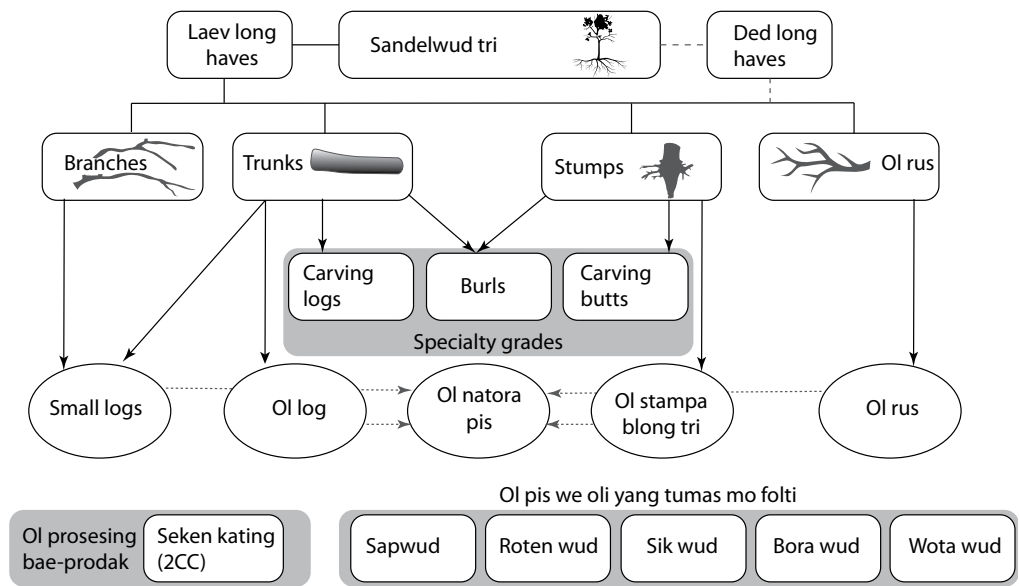 Laev long
haves
Sandelwud tri
Ded long
haves
Branches
Trunks
Stumps
Ol rus
Carving
logs
Burls
Carving
butts
Specialty grades
Small logs
Ol log
Ol natora
pis
Ol stampa
blong tri
Ol rus
Ol pis we oli yang tumas mo folti
Ol prosesing
bae-prodak
Seken kating
(2CC)
Sapwud
Roten wud
Sik wud
Bora wud
Wota wud